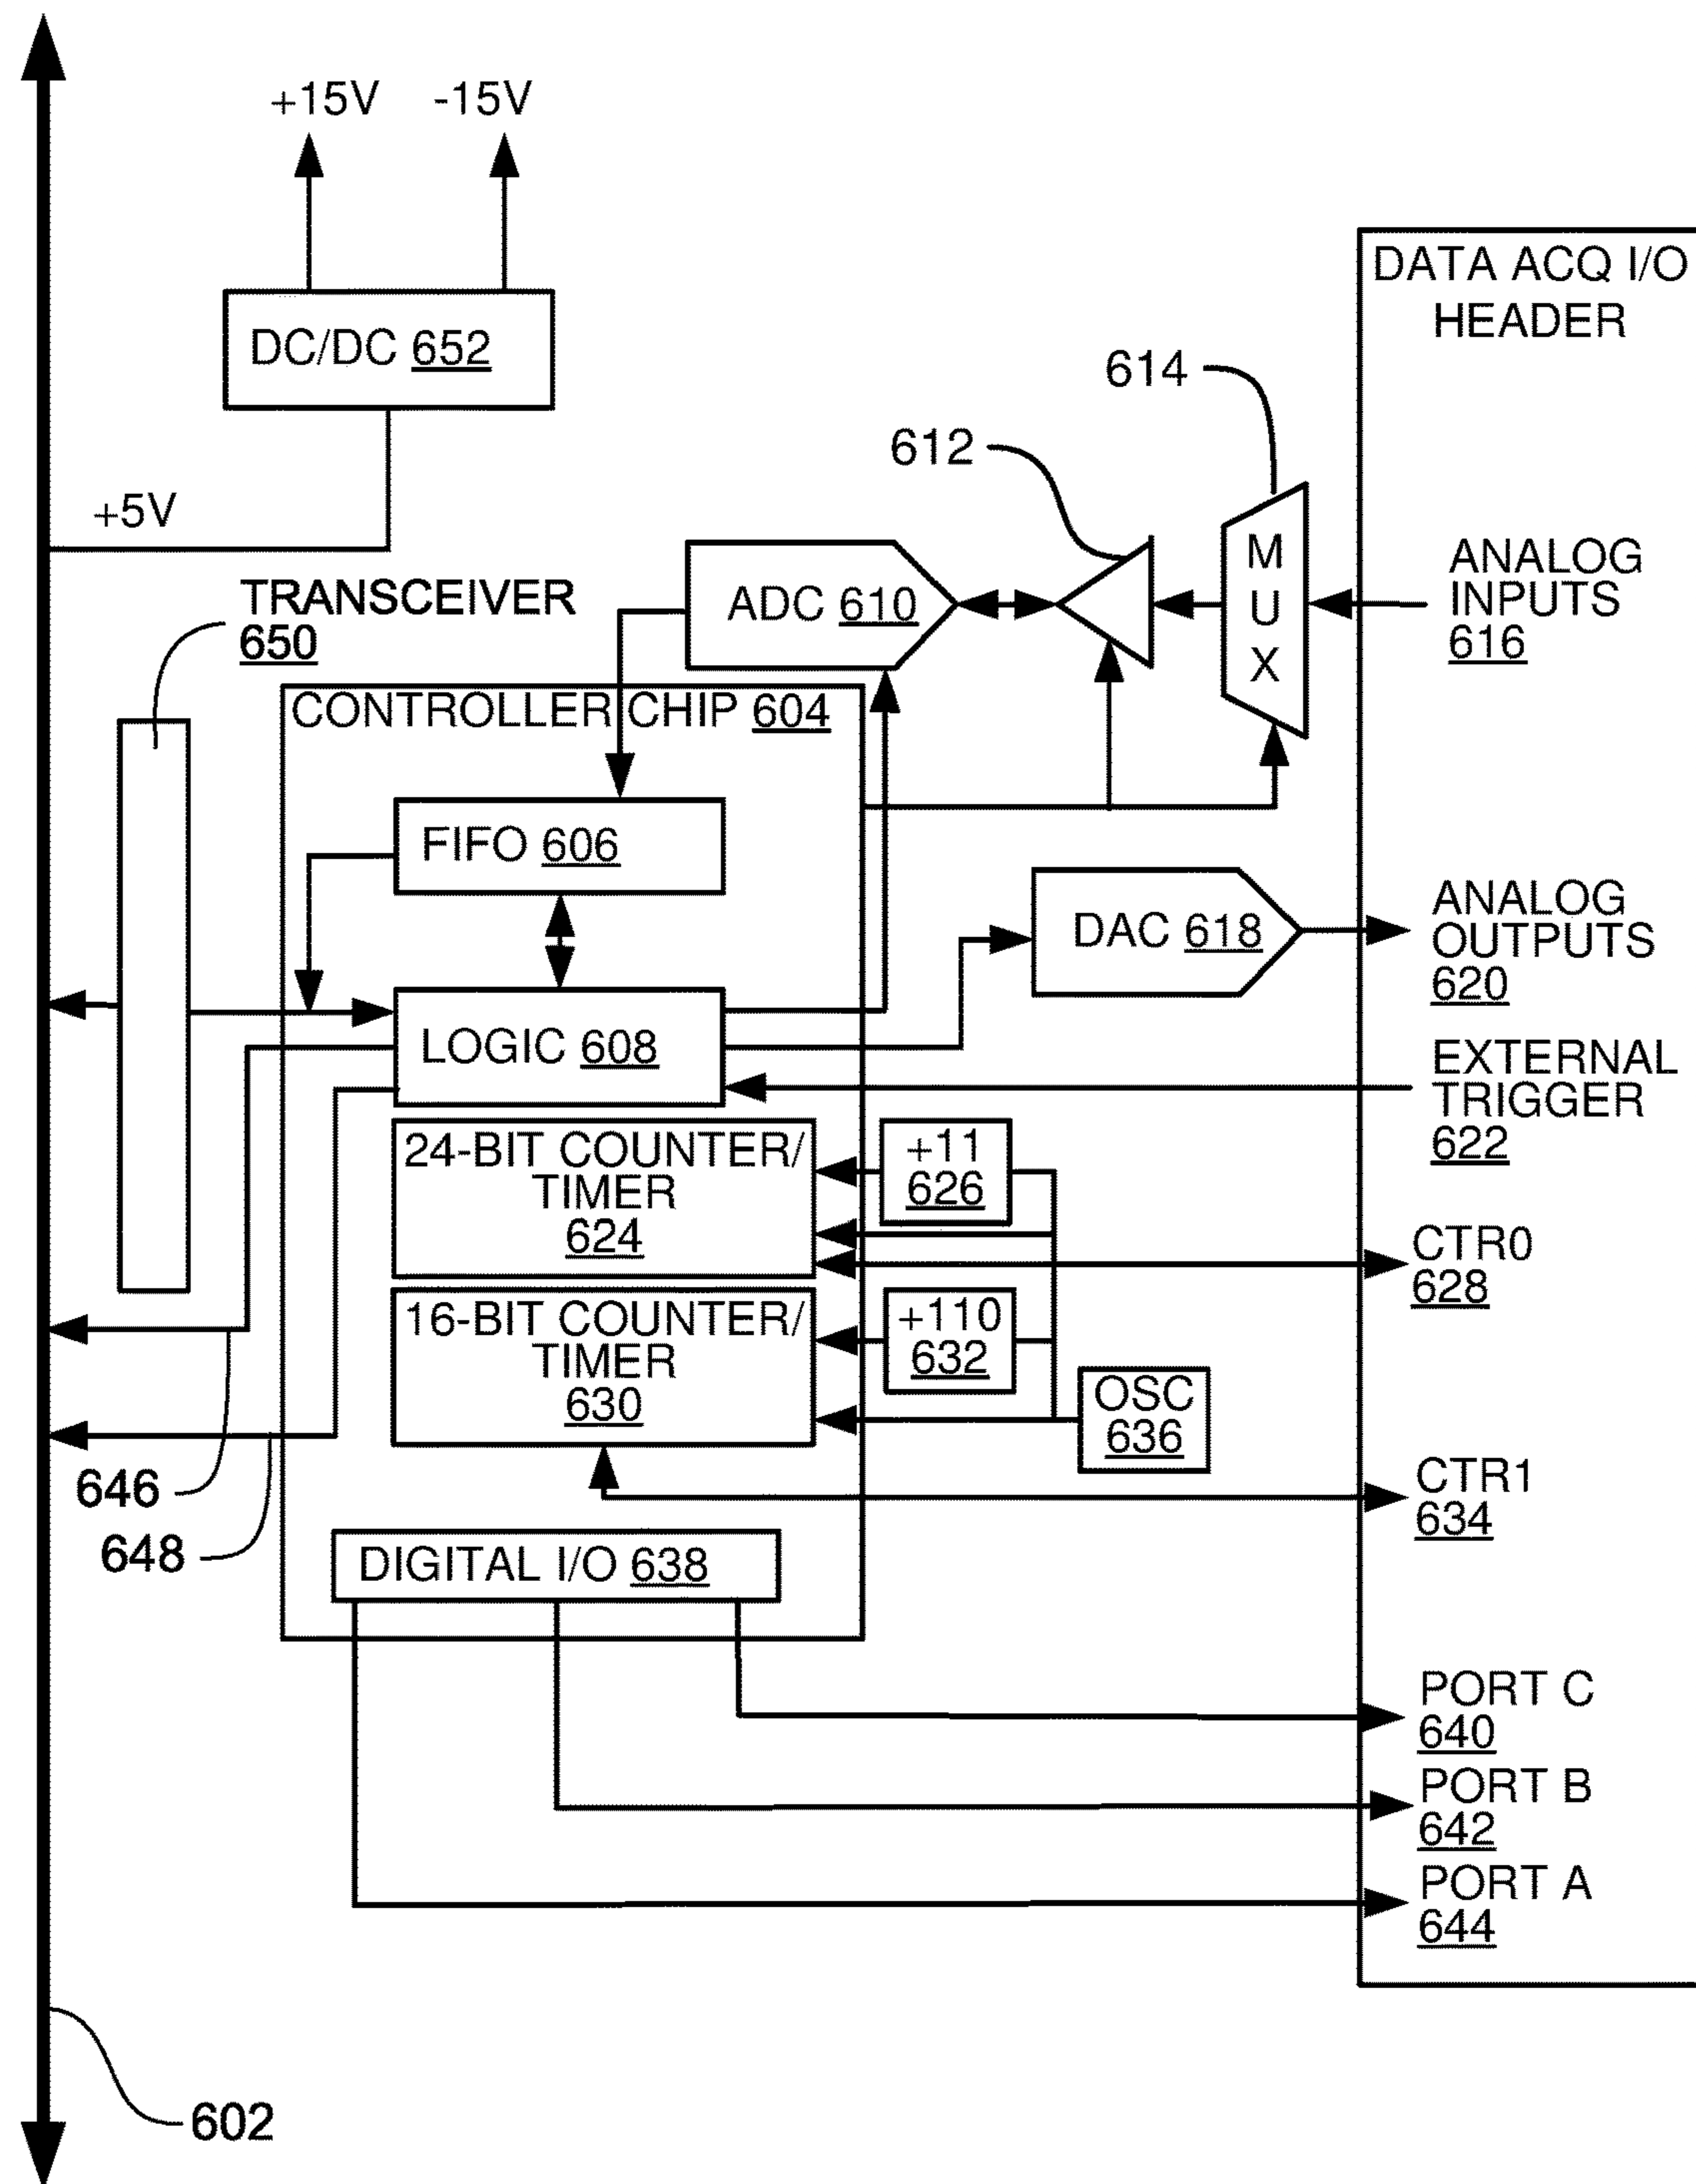 +15V -15V
DATA ACQ I/O
HEADER
DC/DC 652
614
612
+5V
MUX
ANALOG
INPUTS
616
ADC 610
TRANSCEIVER
650
CONTROLLER CHIP 604
FIFO 606
DAC 618
ANALOG
OUTPUTS
620
LOGIC 608
EXTERNAL
TRIGGER
622
24-BIT COUNTER/
TIMER
624
+11
626
CTR0
628
16-BIT COUNTER/
TIMER
630
+110
632
OSC
636
CTR1
634
646
648
DIGITAL I/O 638
PORT C
640
PORT B
642
PORT A
644
602